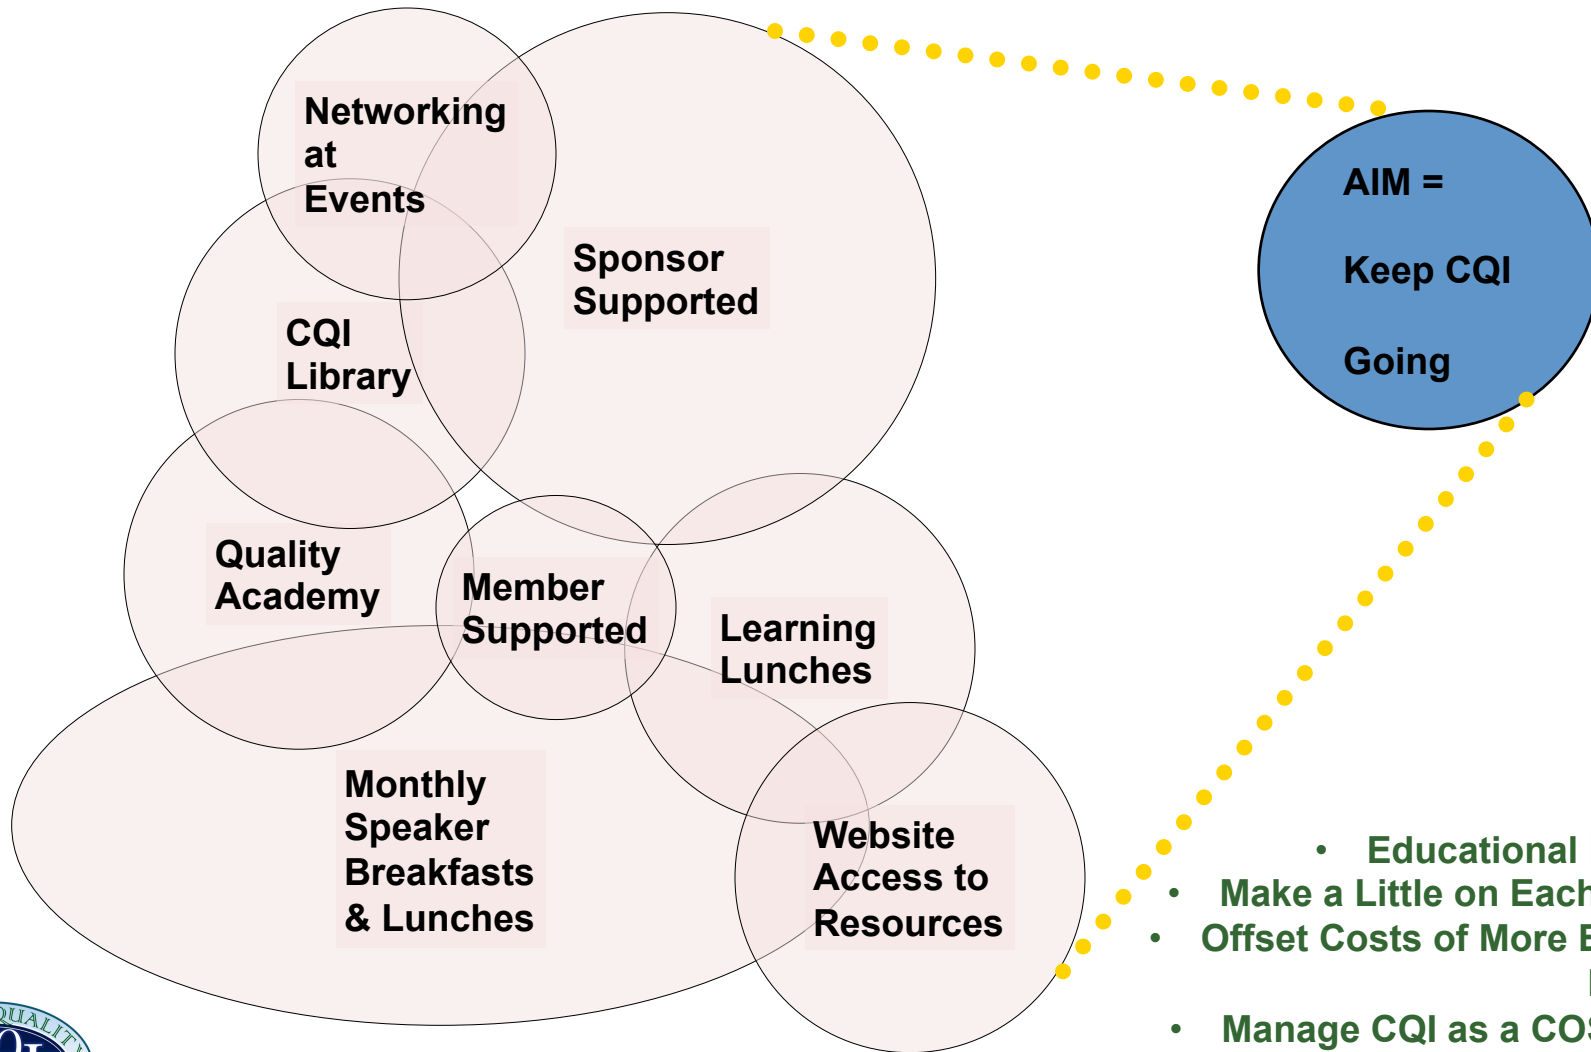 Networking
at
Events
Sponsor
Supported
CQI
Library
Quality
Academy
Member
Supported
Learning
Lunches
Monthly
Speaker
Breakfasts
& Lunches
Website
Access to
Resources
AIM =
Keep CQI
Going
• Educational
• Make a Little on Each
• Offset Costs of More
• Manage CQI as a
QUALIT